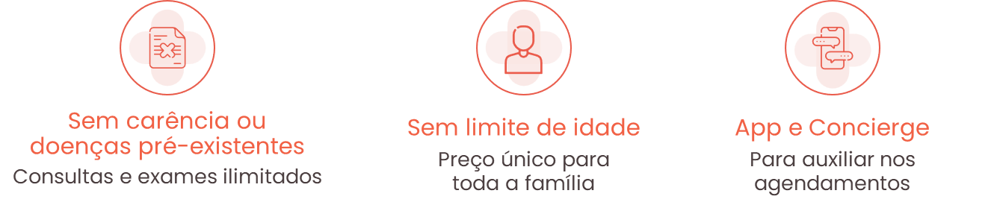 Sem carência ou
doenças pré-existentes
Consultas e exames ilimitados
Sem limite de idade
Preço único para
toda a família
App e Concierge
Para auxiliar nos
agendamentos